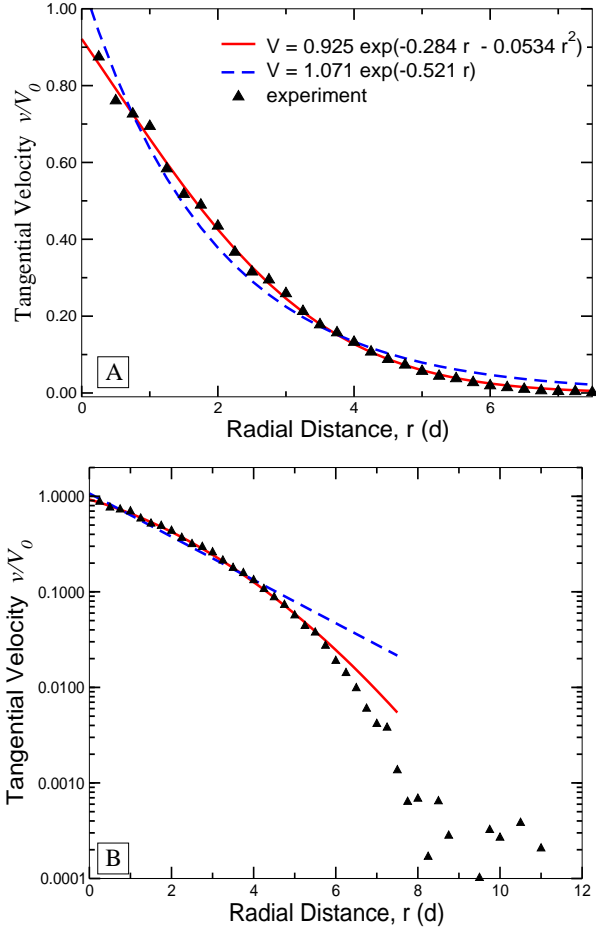 1.00
0.80
0.60
0.40
0.20
0.00
Tangential Velocity v/V₀
V = 0.925 exp(-0.284 r - 0.0534 r²)
V = 1.071 exp(-0.521 r)
experiment
A
0 2 4 6
Radial Distance, r (d)
1.0000
0.1000
0.0100
0.0010
0.0001
Tangential Velocity v/V₀
B
0 2 4 6 8 10 12
Radial Distance, r (d)